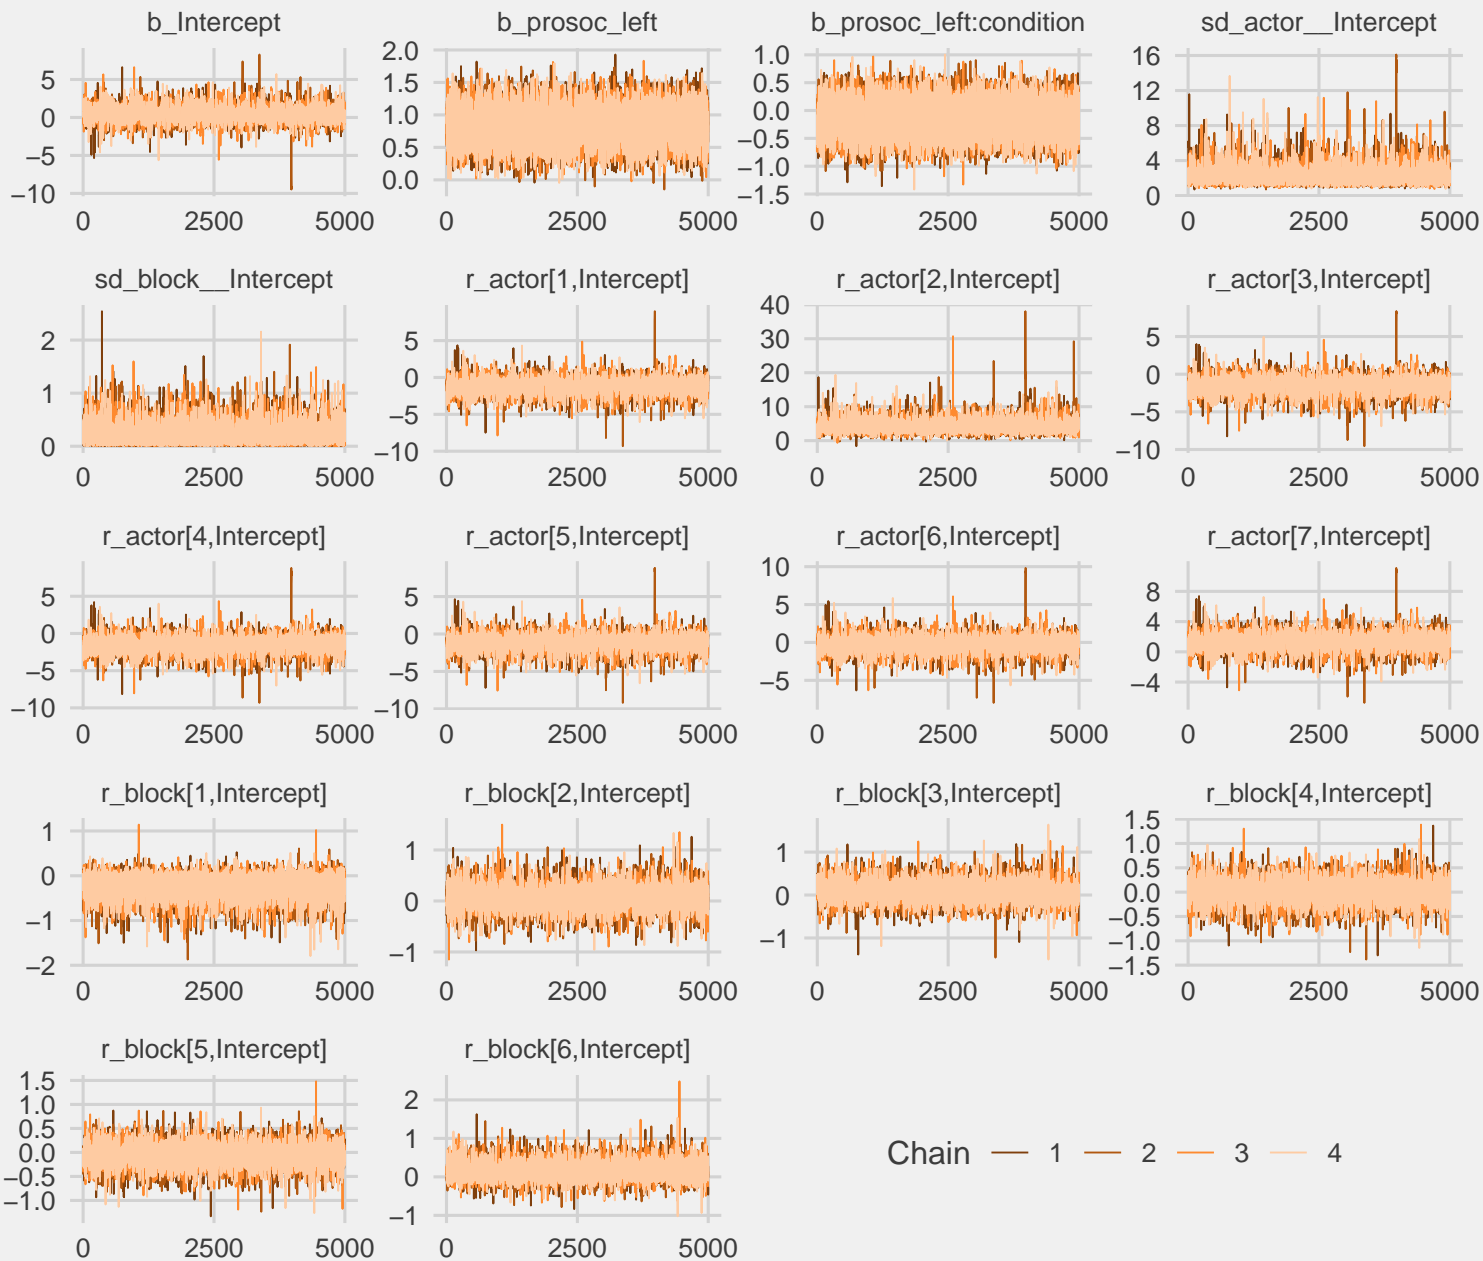 b_Intercept b_prosoc_left b_prosoc_left:condition sd_actor__Intercept
5 0 −5 −10
2.0 1.5 1.0 0.5 0.0
1.0 0.5 0.0 −0.5 −1.0 −1.5
16 12 8 4 0
0 2500 5000 0 2500 5000 0 2500 5000 0 2500 5000
sd_block__Intercept r_actor[1,Intercept] r_actor[2,Intercept] r_actor[3,Intercept]
2 1 0
5 0 −5 −10
40 30 20 10 0
5 0 −5 −10
0 2500 5000 0 2500 5000 0 2500 5000 0 2500 5000
r_actor[4,Intercept] r_actor[5,Intercept] r_actor[6,Intercept] r_actor[7,Intercept]
5 0 −5 −10
5 0 −5 −10
10 5 0 −5
8 4 0 −4
0 2500 5000 0 2500 5000 0 2500 5000 0 2500 5000
r_block[1,Intercept] r_block[2,Intercept] r_block[3,Intercept] r_block[4,Intercept]
1 0 −1 −2
1 0 −1
1 0 −1
1.5 1.0 0.5 0.0 −0.5 −1.0 −1.5
0 2500 5000 0 2500 5000 0 2500 5000 0 2500 5000
r_block[5,Intercept] r_block[6,Intercept]
1.5 1.0 0.5 0.0 −0.5 −1.0
2 1 0 −1
Chain 1 2 3 4
0 2500 5000 0 2500 5000